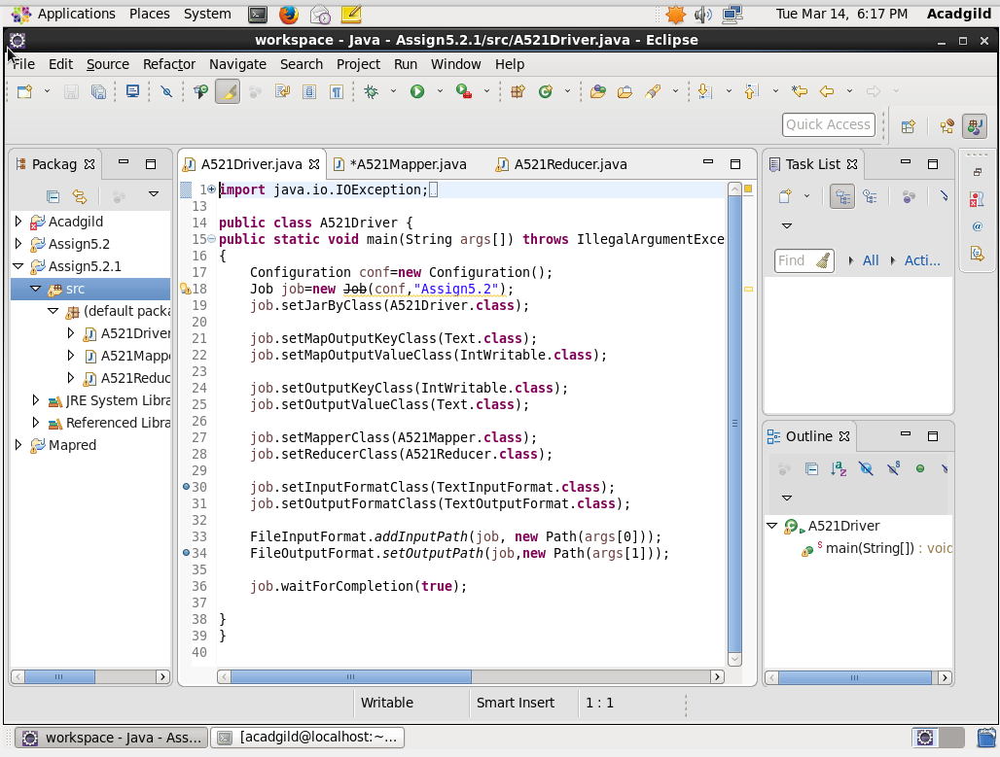 Applications Places System Tue Mar 14, 6:17 PM Acadgild
workspace - Java - Assign5.2.1/src/A521Driver.java - Eclipse
File Edit Source Refactor Navigate Search Project Run Window Help
Quick Access
Packag
A521Driver.java *A521Mapper.java A521Reducer.java
Task List
Acadgild
Assign5.2
Assign5.2.1
src
(default packa
A521Driver
A521Mapp
A521Reduc
JRE System Libra
Referenced Libra
Mapred
1 import java.io.IOException;
13
14 public class A521Driver {
15 public static void main(String args[]) throws IllegalArgumentExce
16 {
17 Configuration conf=new Configuration();
18 Job job=new Job(conf,"Assign5.2");
19 job.setJarByClass(A521Driver.class);
20
21 job.setMapOutputKeyClass(Text.class);
22 job.setMapOutputValueClass(IntWritable.class);
23
24 job.setOutputKeyClass(IntWritable.class);
25 job.setOutputValueClass(Text.class);
26
27 job.setMapperClass(A521Mapper.class);
28 job.setReducerClass(A521Reducer.class);
29
30 job.setInputFormatClass(TextInputFormat.class);
31 job.setOutputFormatClass(TextOutputFormat.class);
32
33 FileInputFormat.addInputPath(job, new Path(args[0]));
34 FileOutputFormat.setOutputPath(job,new Path(args[1]));
35
36 job.waitForCompletion(true);
37
38 }
39 }
40
Find All Acti...
Outline
A521Driver
main(String[]) : void
Writable Smart Insert 1 : 1
workspace - Java - Ass... [acadgild@localhost:~...